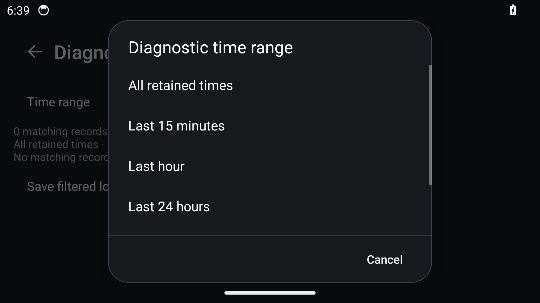 6:39
Diagnostic time range
All retained times
Last 15 minutes
Last hour
Last 24 hours
Cancel
Diagno
Time range
0 matching records
All retained times ·
No matching record
Save filtered lo